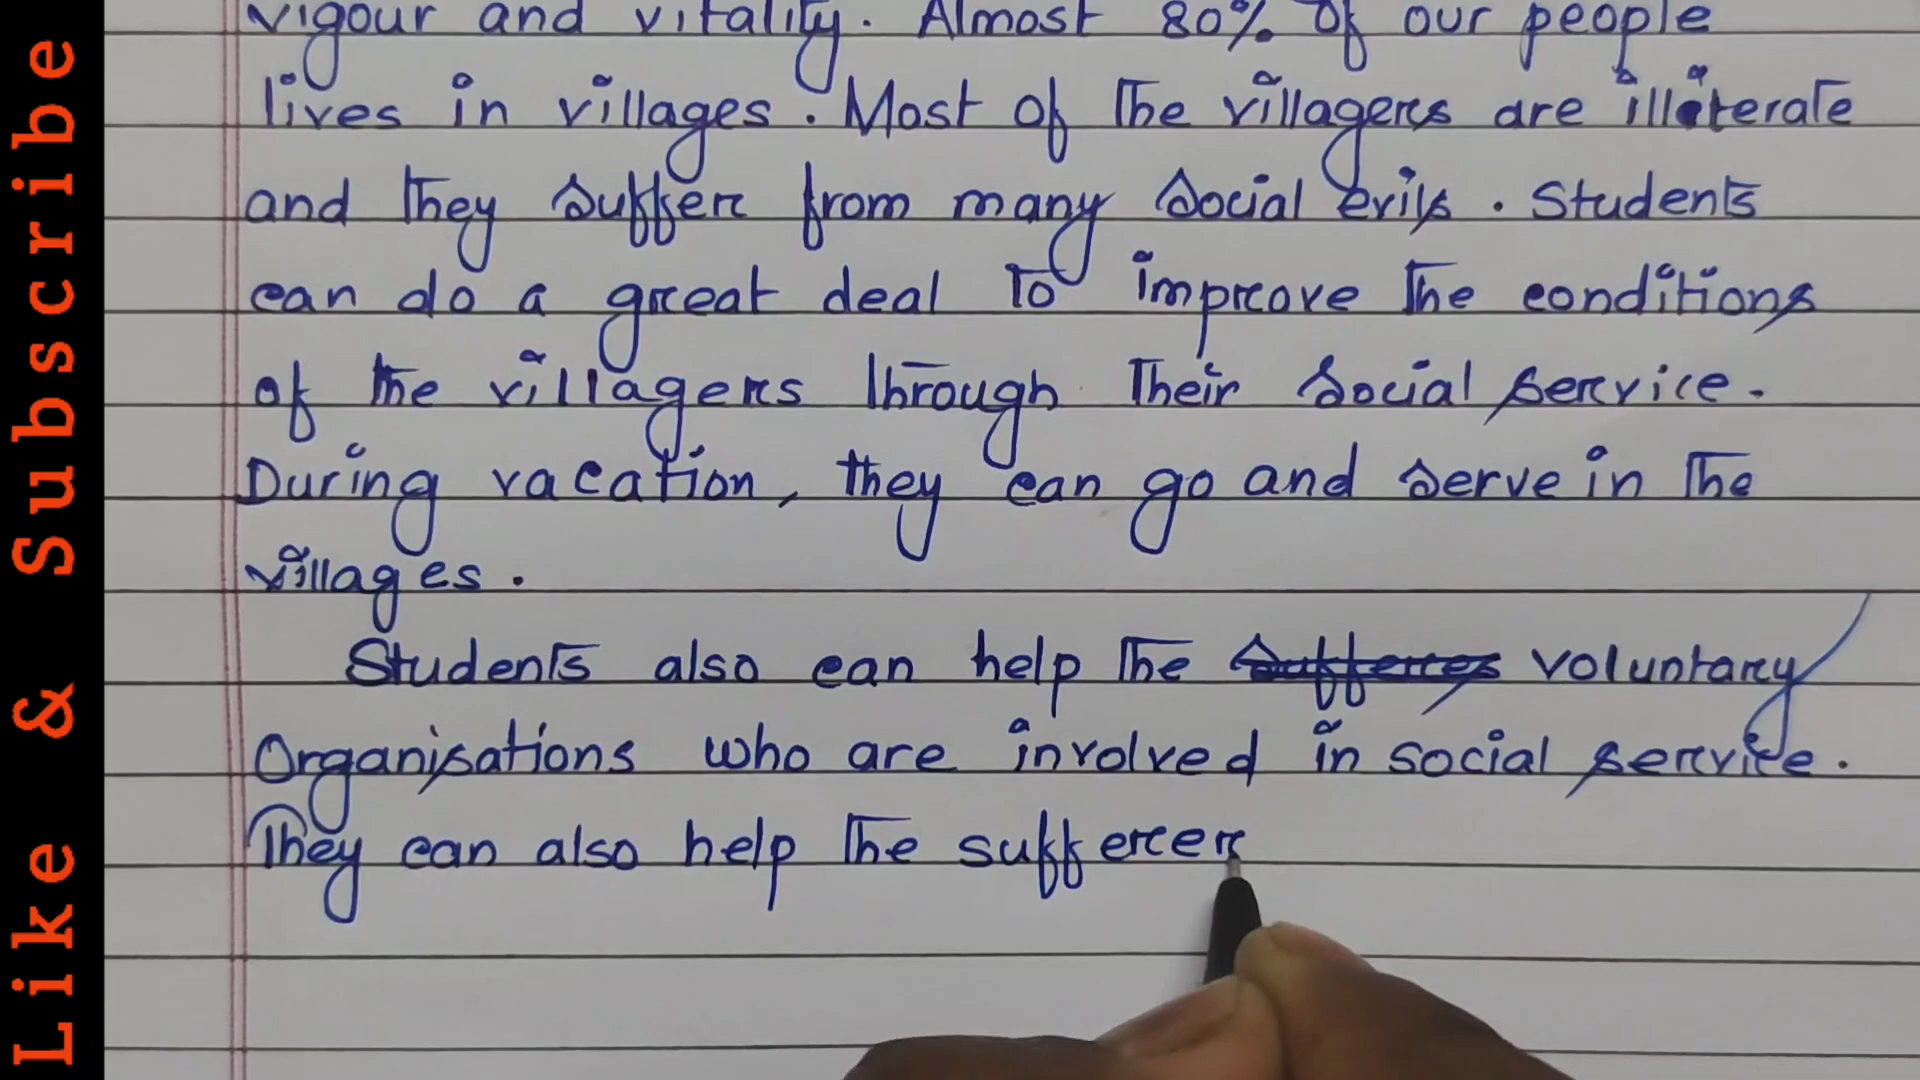 Like & Subscribe
vigour and vitality. Almost 80% of our people
lives in villages. Most of the villagers are illiterate
and they suffer from many social evils. Students
can do a great deal to improve the conditions
of the villagers through their social service.
During vacation, they can go and serve in the
villages.
Students also can help the voluntary
Organisations who are involved in social service.
They can also help the sufferer